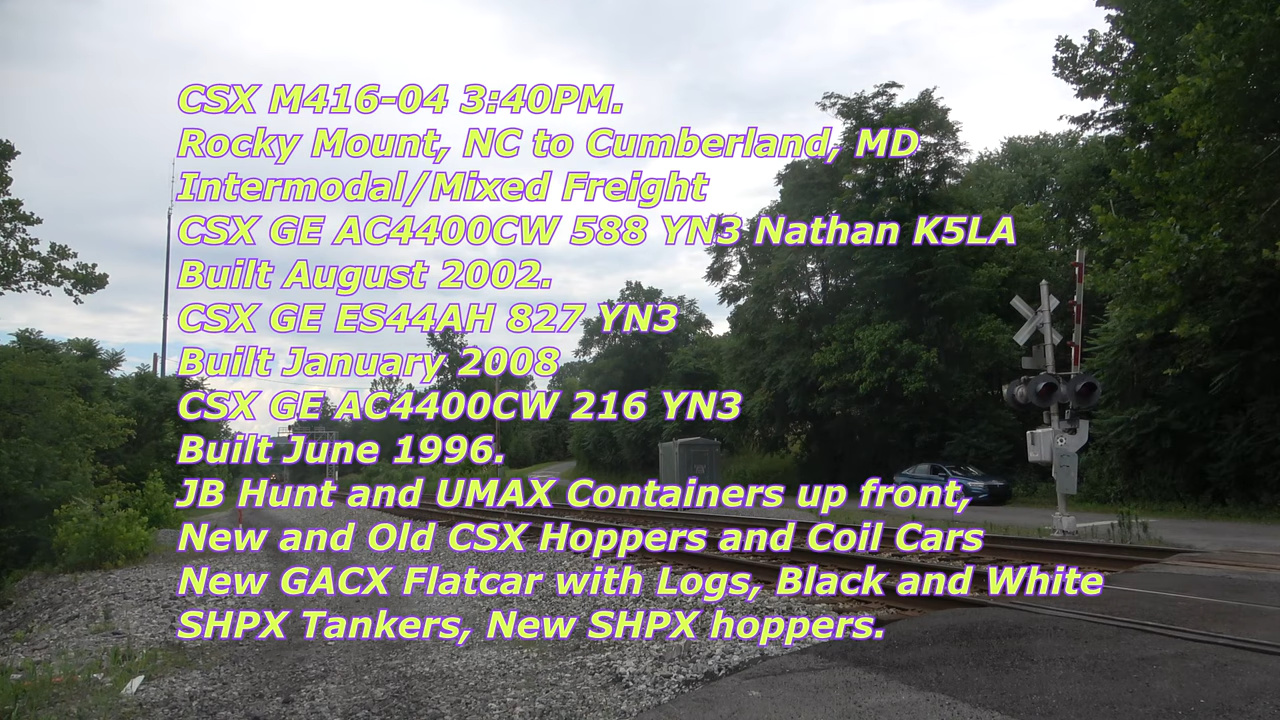 CSX M416-04 3:40PM.
Rocky Mount, NC to Cumberland, MD
Intermodal/Mixed Freight
CSX GE AC4400CW 588 YN3 Nathan K5LA
Built August 2002.
CSX GE ES44AH 827 YN3
Built January 2008
CSX GE AC4400CW 216 YN3
Built June 1996.
JB Hunt and UMAX Containers up front,
New and Old CSX Hoppers and Coil Cars
New GACX Flatcar with Logs, Black and White
SHPX Tankers, New SHPX hoppers.